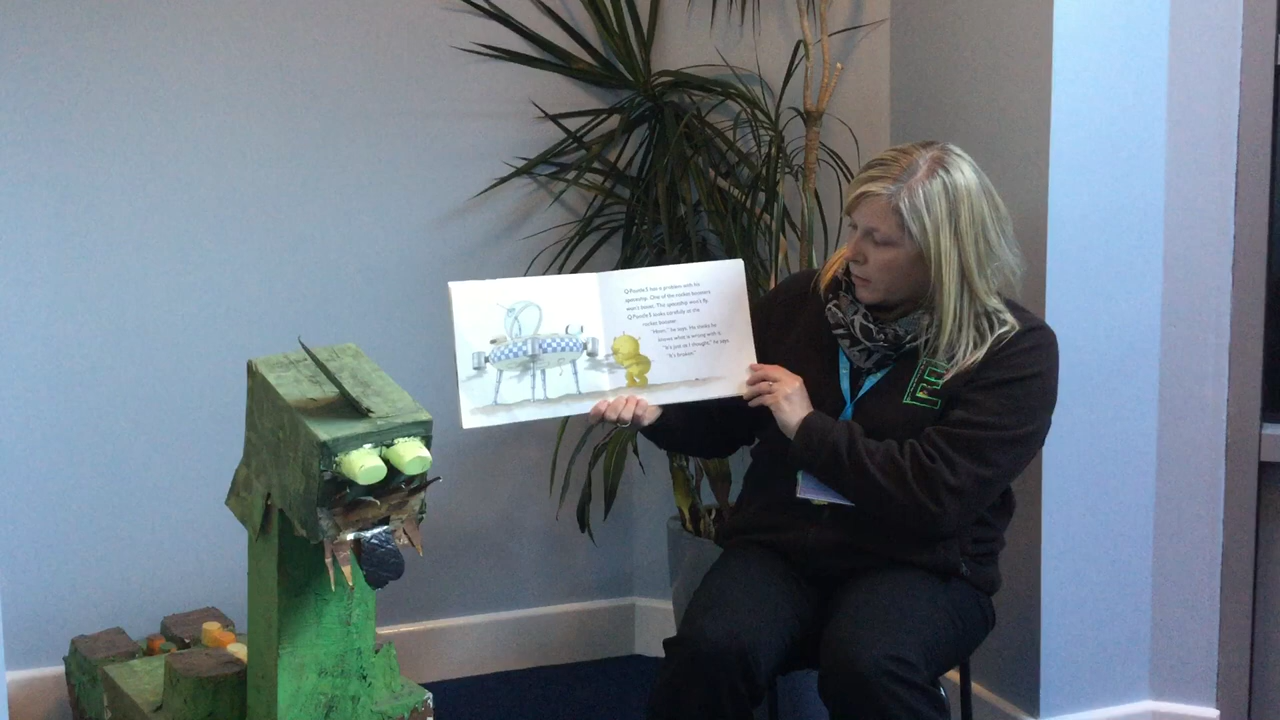 Q Pootle 5 has a problem with his
spaceship. One of the rocket boosters
won't boost. The spaceship won't fly.
Q Pootle 5 looks carefully at the
rocket booster.
"Hmm," he says. He thinks he
knows what is wrong with it.
"It's just as I thought," he says.
"It's broken."